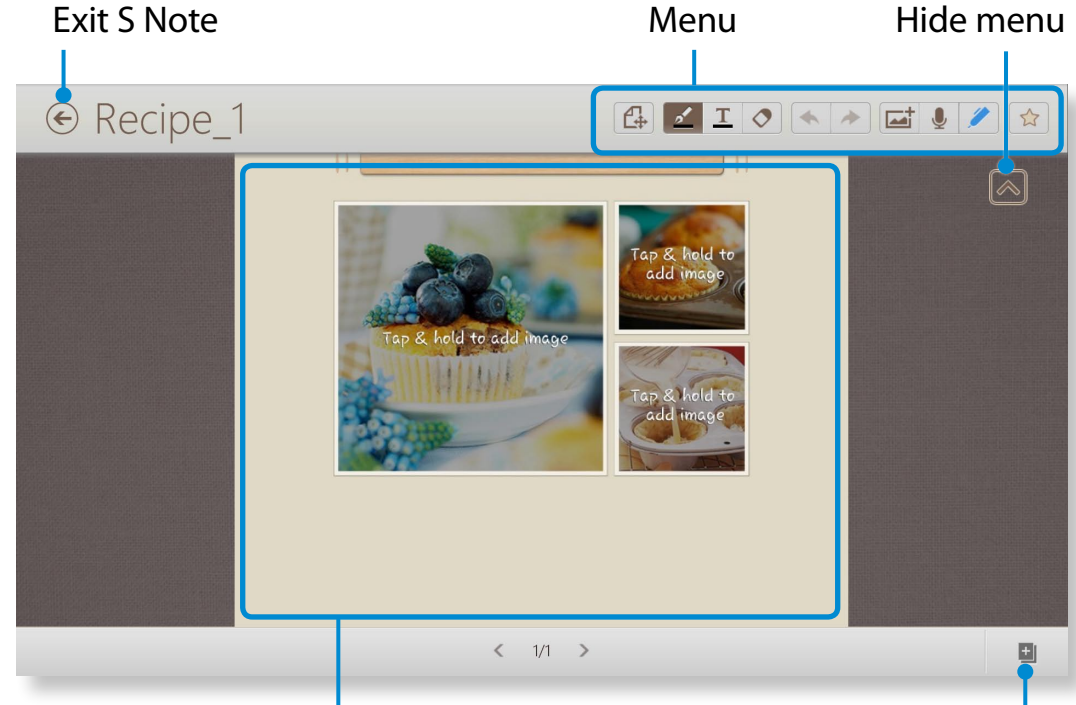 Exit S Note
Menu
Hide menu
Recipe_1
T
Tap & hold to add image
Tap & hold to
add image
Tap & hold to
add image
1/1